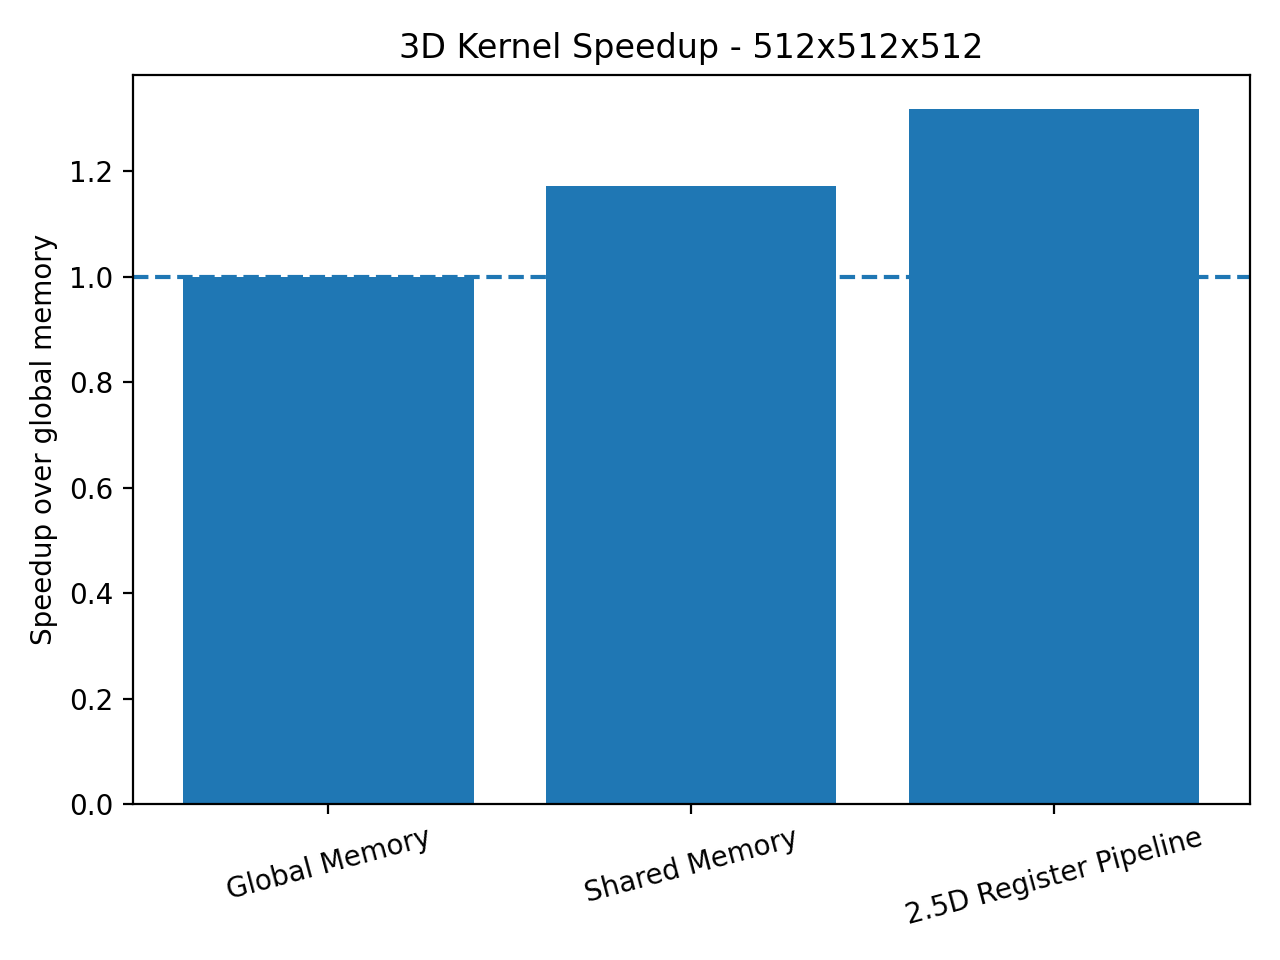 3D Kernel Speedup - 512x512x512
Speedup over global memory
1.2
1.0
0.8
0.6
0.4
0.2
0.0
Global Memory
Shared Memory
2.5D Register Pipeline